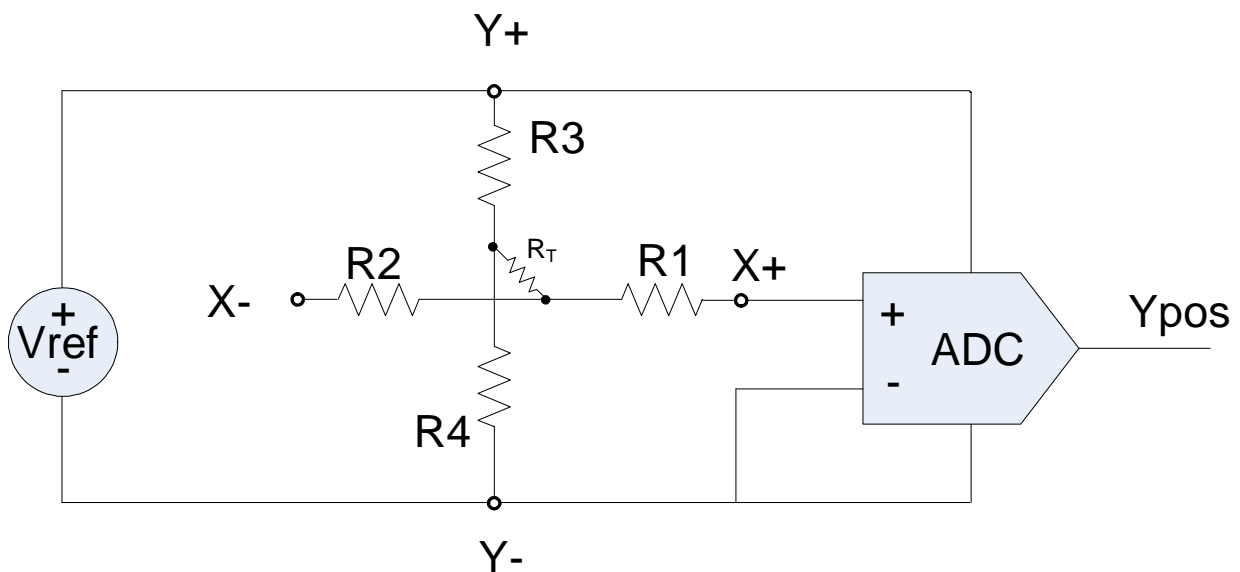 Y+
R3
RT
R2
R1
X+
X-
+
Vref
-
+
-
ADC
Ypos
R4
Y-